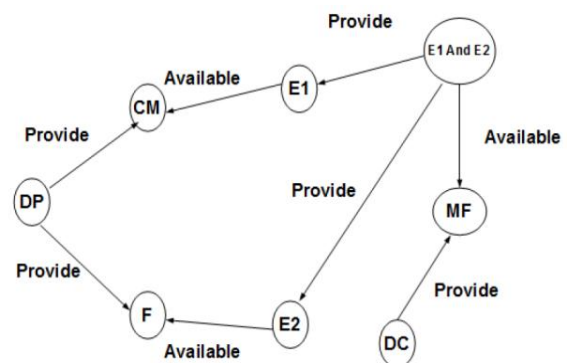 Provide
E1 And E2
Available
E1
CM
Provide
Available
Provide
DP
MF
Provide
Provide
F
E2
DC
Available